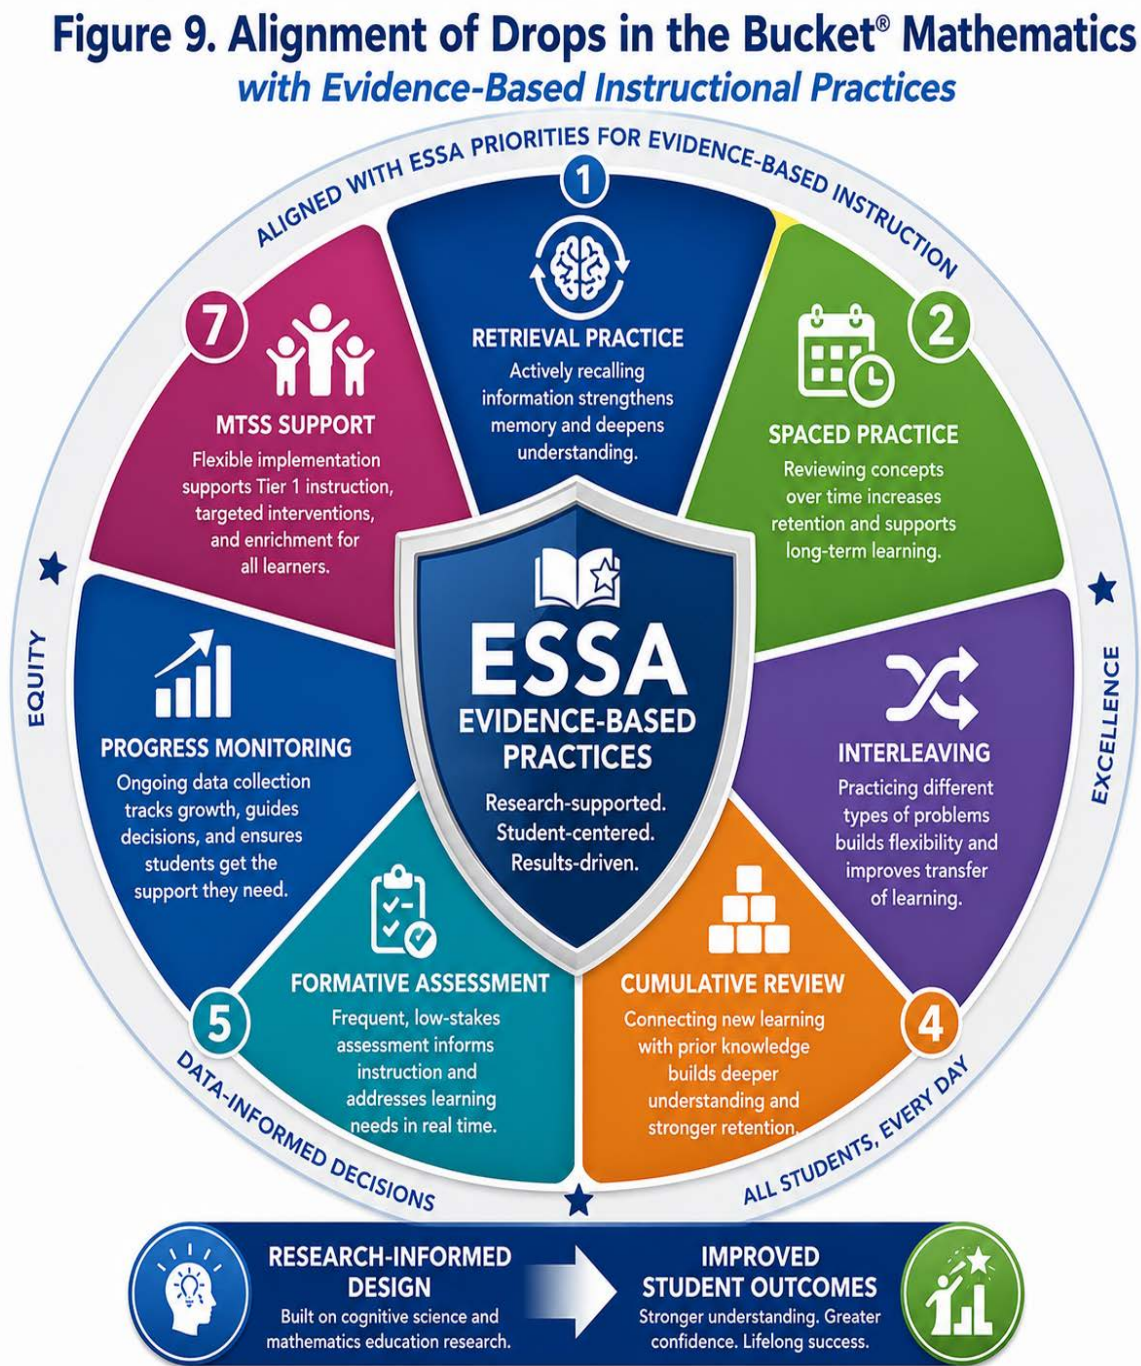 Figure 9. Alignment of Drops in the Bucket® Mathematics
with Evidence-Based Instructional Practices
ALIGNED WITH ESSA PRIORITIES FOR EVIDENCE-BASED INSTRUCTION
1
RETRIEVAL PRACTICE
Actively recalling
information strengthens
memory and deepens
understanding.
2
SPACED PRACTICE
Reviewing concepts
over time increases
retention and supports
long-term learning.
INTERLEAVING
Practicing different
types of problems
builds flexibility and
improves transfer
of learning.
4
CUMULATIVE REVIEW
Connecting new learning
with prior knowledge
builds deeper
understanding and
stronger retention.
5
FORMATIVE ASSESSMENT
Frequent, low-stakes
assessment informs
instruction and
addresses learning
needs in real time.
PROGRESS MONITORING
Ongoing data collection
tracks growth, guides
decisions, and ensures
students get the
support they need.
7
MTSS SUPPORT
Flexible implementation
supports Tier 1 instruction,
targeted interventions,
and enrichment for
all learners.
ESSA
EVIDENCE-BASED
PRACTICES
Research-supported.
Student-centered.
Results-driven.
EQUITY
EXCELLENCE
DATA-INFORMED DECISIONS
ALL STUDENTS, EVERY DAY
RESEARCH-INFORMED
DESIGN
Built on cognitive science and
mathematics education research.
IMPROVED
STUDENT OUTCOMES
Stronger understanding. Greater
confidence. Lifelong success.